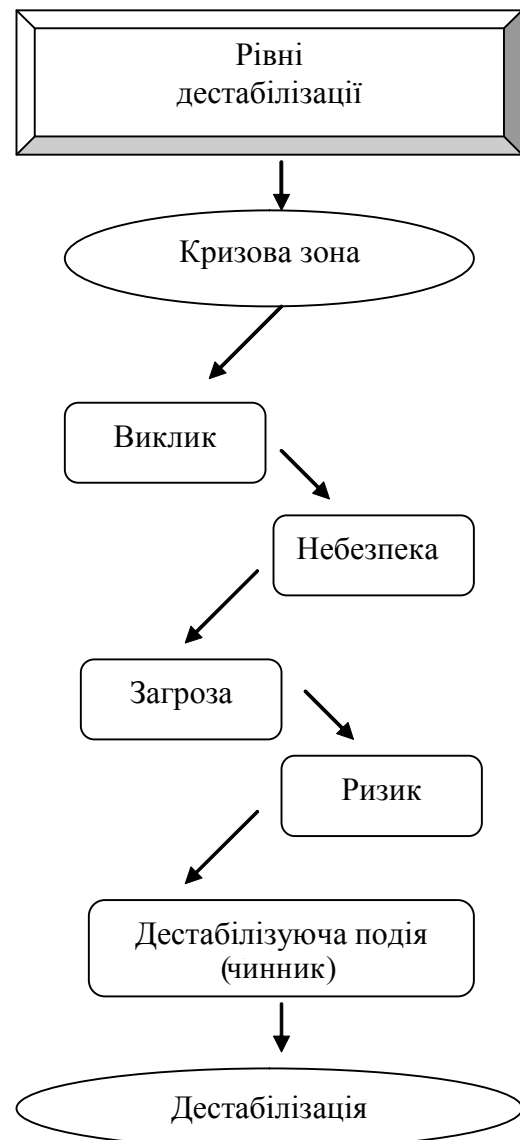 Рівні
дестабілізації
Кризова зона
Виклик
Небезпека
Загроза
Ризик
Дестабілізуюча подія
(чинник)
Дестабілізація